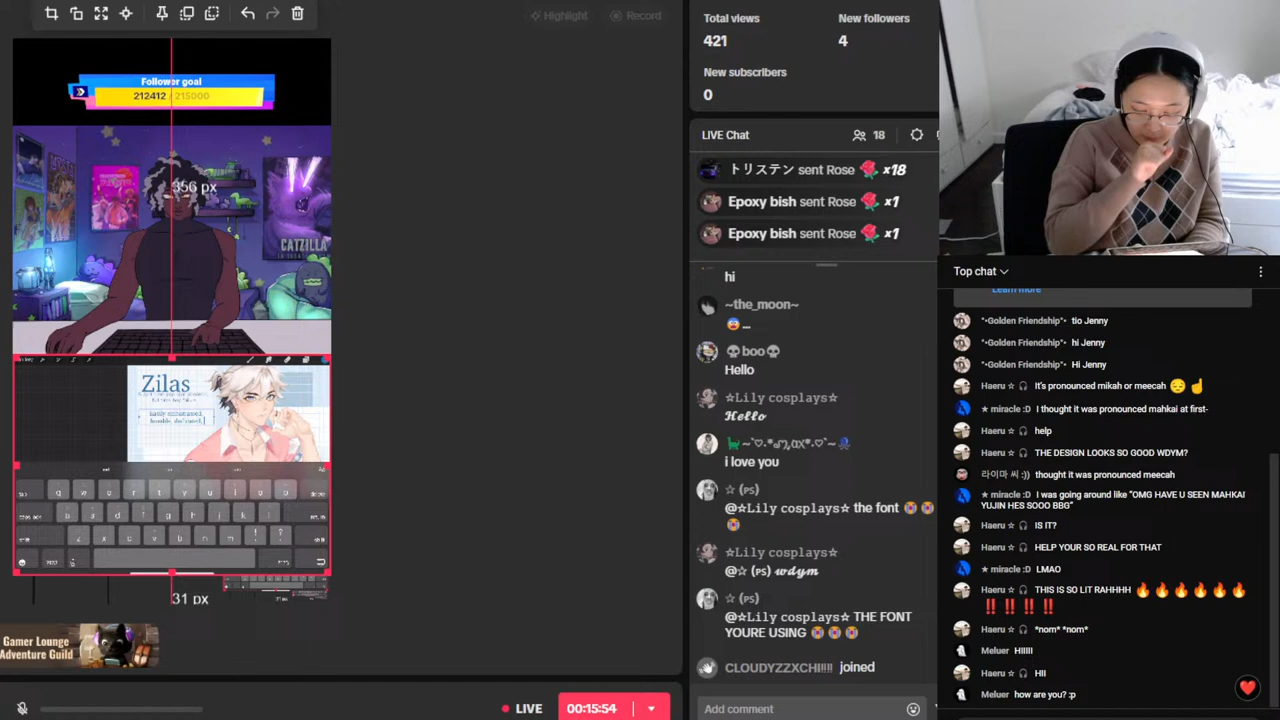 Highlight
Record
Follower goal
212412 / 215000
356 px
CATZILLA
Zilas
q w e r t y u i o p
31 px
Gamer Lounge
Adventure Guild
LIVE
00:15:54
Total views
421
New followers
4
New subscribers
0
LIVE Chat
18
トリステン sent Rose x18
Epoxy bish sent Rose x1
Epoxy bish sent Rose x1
hi
~the_moon~
😨...
💀boo💀
Hello
☆Lily cosplays☆
𝓗𝓮𝓵𝓵𝓸
i love you
☆ (PS)
@☆Lily cosplays☆ the font 😭😭
😭
☆Lily cosplays☆
@☆ (PS) 𝔀𝓭𝔂𝓶
☆ (PS)
@☆Lily cosplays☆ THE FONT
YOURE USING 😭😭😭
CLOUDYZZXCHI!!!! joined
Add comment
Top chat
Learn more
"•Golden Friendship"• tio Jenny
"•Golden Friendship"• hi Jenny
"•Golden Friendship"• Hi Jenny
Haeru ☆ 🎧 It's pronounced mikah or meecah 😔☝
★ miracle :D I thought it was pronounced mahkai at first-
Haeru ☆ 🎧 help
Haeru ☆ 🎧 THE DESIGN LOOKS SO GOOD WDYM?
라이마 씨 :)) thought it was pronounced meecah
★ miracle :D I was going around like "OMG HAVE U SEEN MAHKAI
YUJIN HES SOOO BBG"
Haeru ☆ 🎧 IS IT?
Haeru ☆ 🎧 HELP YOUR SO REAL FOR THAT
★ miracle :D LMAO
Haeru ☆ 🎧 THIS IS SO LIT RAHHHH 🔥🔥🔥🔥🔥🔥
‼️‼️‼️‼️
Haeru ☆ 🎧 *nom* *nom*
Meluer HIIIII
Haeru ☆ 🎧 HII
Meluer how are you? :p